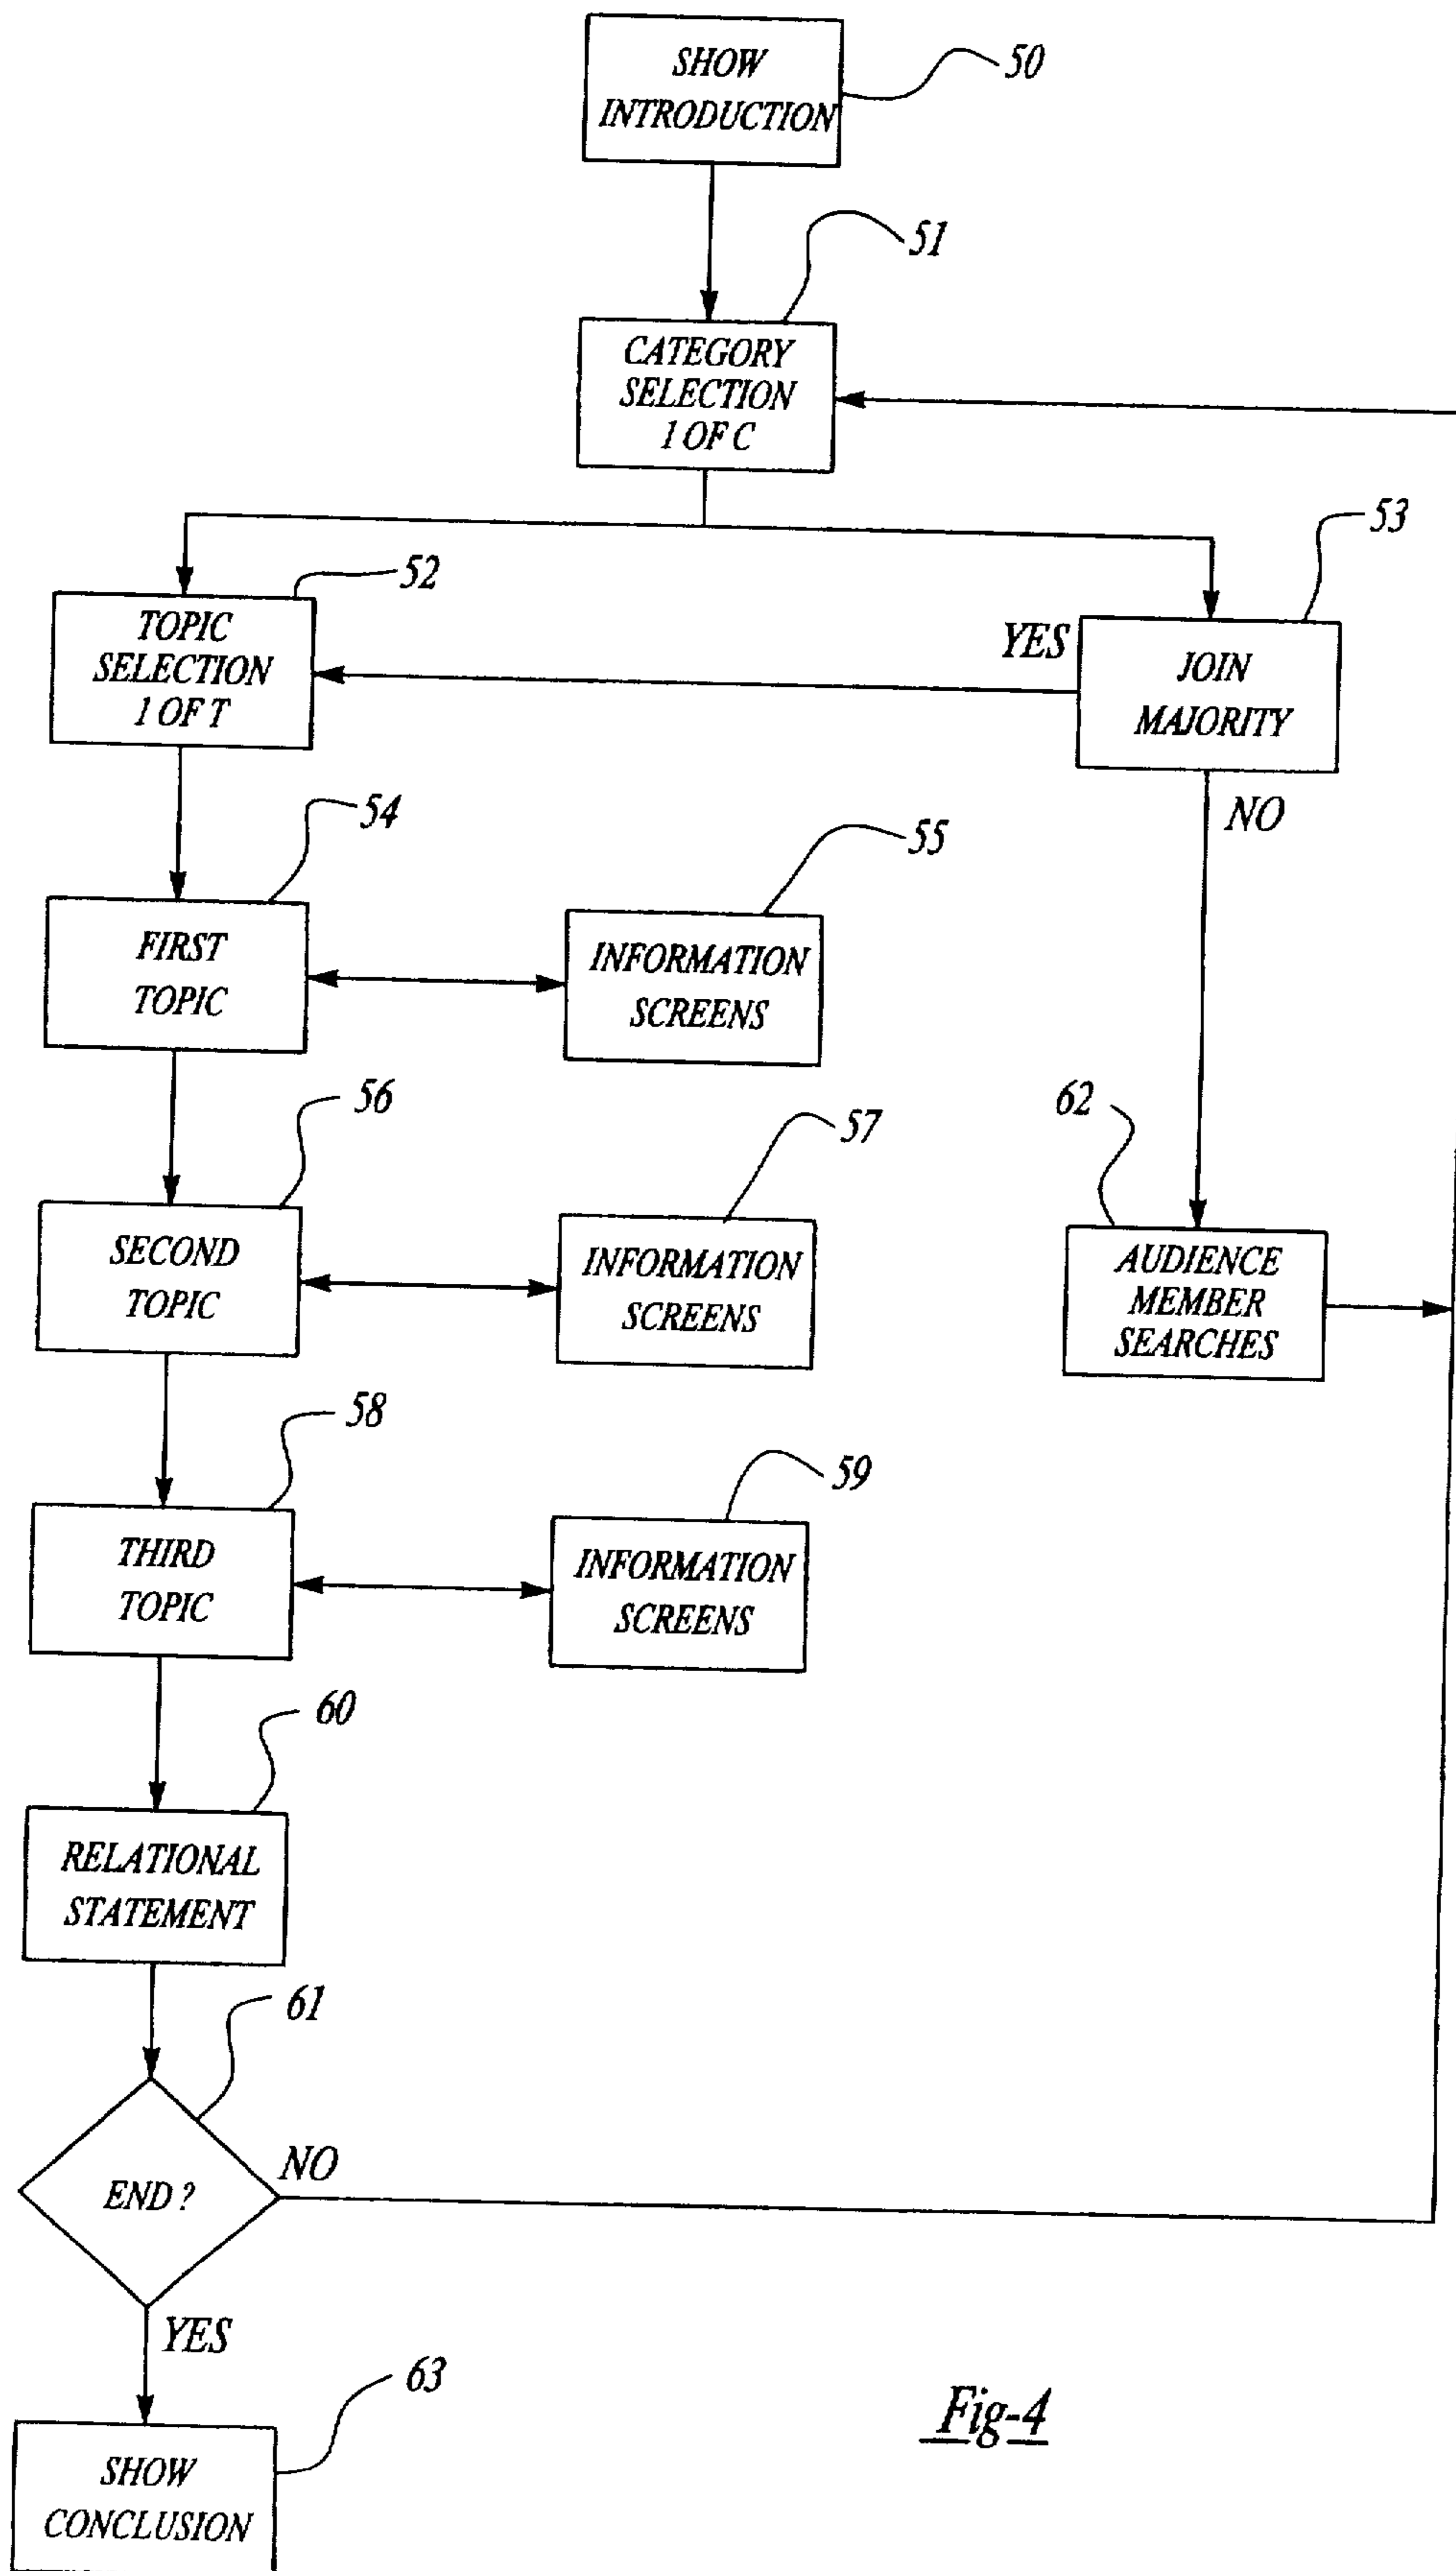 SHOW
INTRODUCTION
50
51
CATEGORY
SELECTION
1 OF C
53
52
TOPIC
SELECTION
1 OF T
YES
JOIN
MAJORITY
NO
54
55
FIRST
TOPIC
INFORMATION
SCREENS
56
57
62
SECOND
TOPIC
INFORMATION
SCREENS
AUDIENCE
MEMBER
SEARCHES
58
59
THIRD
TOPIC
INFORMATION
SCREENS
60
RELATIONAL
STATEMENT
61
END ?
NO
YES
63
SHOW
CONCLUSION
Fig-4